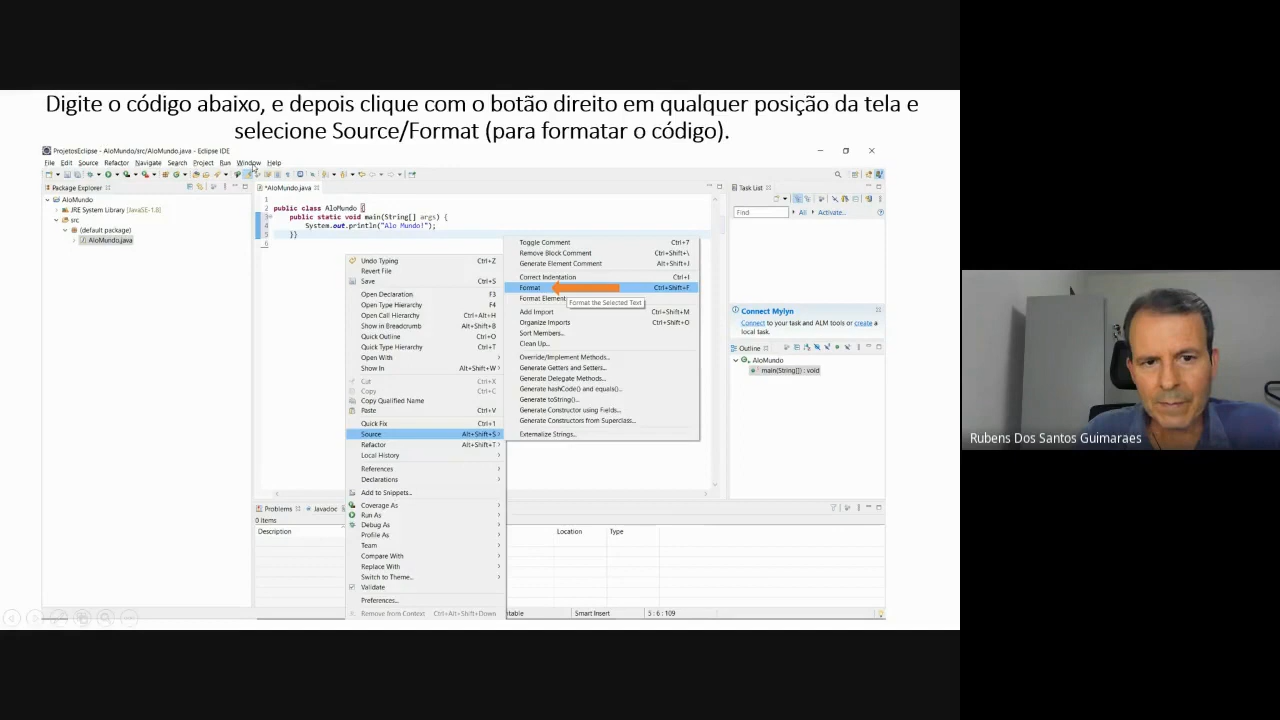 Digite o código abaixo, e depois clique com o botão direito em qualquer posição da tela e
selecione Source/Format (para formatar o código).
ProjetosEclipse - AloMundo/src/AloMundo.java - Eclipse IDE
File Edit Source Refactor Navigate Search Project Run Window Help
Package Explorer
AloMundo
JRE System Library [JavaSE-1.8]
src
(default package)
AloMundo.java
*AloMundo.java
1
2 public class AloMundo {
3 public static void main(String[] args) {
4 System.out.println("Alo Mundo!");
5 }}
6
Undo Typing Ctrl+Z
Revert File
Save Ctrl+S
Open Declaration F3
Open Type Hierarchy F4
Open Call Hierarchy Ctrl+Alt+H
Show in Breadcrumb Alt+Shift+B
Quick Outline Ctrl+O
Quick Type Hierarchy Ctrl+T
Open With
Show In Alt+Shift+W
Cut Ctrl+X
Copy Ctrl+C
Copy Qualified Name
Paste Ctrl+V
Quick Fix Ctrl+1
Source Alt+Shift+S
Refactor Alt+Shift+T
Local History
References
Declarations
Add to Snippets...
Coverage As
Run As
Debug As
Profile As
Team
Compare With
Replace With
Switch to Theme...
Validate
Preferences...
Remove from Context Ctrl+Alt+Shift+Down
Toggle Comment Ctrl+7
Remove Block Comment Ctrl+Shift+\
Generate Element Comment Alt+Shift+J
Correct Indentation Ctrl+I
Format Ctrl+Shift+F
Format Element
Format the Selected Text
Add Import Ctrl+Shift+M
Organize Imports Ctrl+Shift+O
Sort Members...
Clean Up...
Override/Implement Methods...
Generate Getters and Setters...
Generate Delegate Methods...
Generate hashCode() and equals()...
Generate toString()...
Generate Constructor using Fields...
Generate Constructors from Superclass...
Externalize Strings...
Task List
Find All Activate...
Connect Mylyn
Connect to your task and ALM tools or create a
local task.
Outline
AloMundo
main(String[]) : void
Problems Javadoc
0 items
Description Location Type
Smart Insert 5 : 6 : 109
Rubens Dos Santos Guimaraes